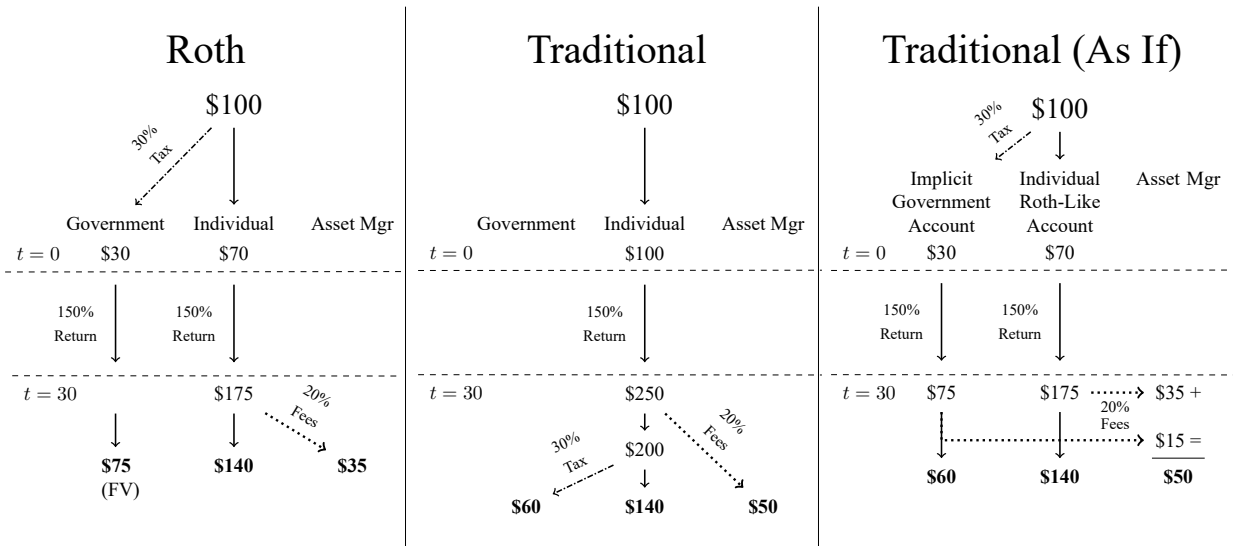 Roth
$100
30%
Tax
Government Individual Asset Mgr
t = 0 $30 $70
150%
Return
150%
Return
t = 30 $175
20%
Fees
$75 $140 $35
(FV)
Traditional
$100
Government Individual Asset Mgr
t = 0 $100
150%
Return
t = 30 $250
20%
Fees
$200
30%
Tax
$60 $140 $50
Traditional (As If)
$100
30%
Tax
Implicit
Government
Account
Individual
Roth-Like
Account
Asset Mgr
t = 0 $30 $70
150%
Return
150%
Return
t = 30 $75 $175 $35 +
20%
Fees
$15 =
$60 $140 $50